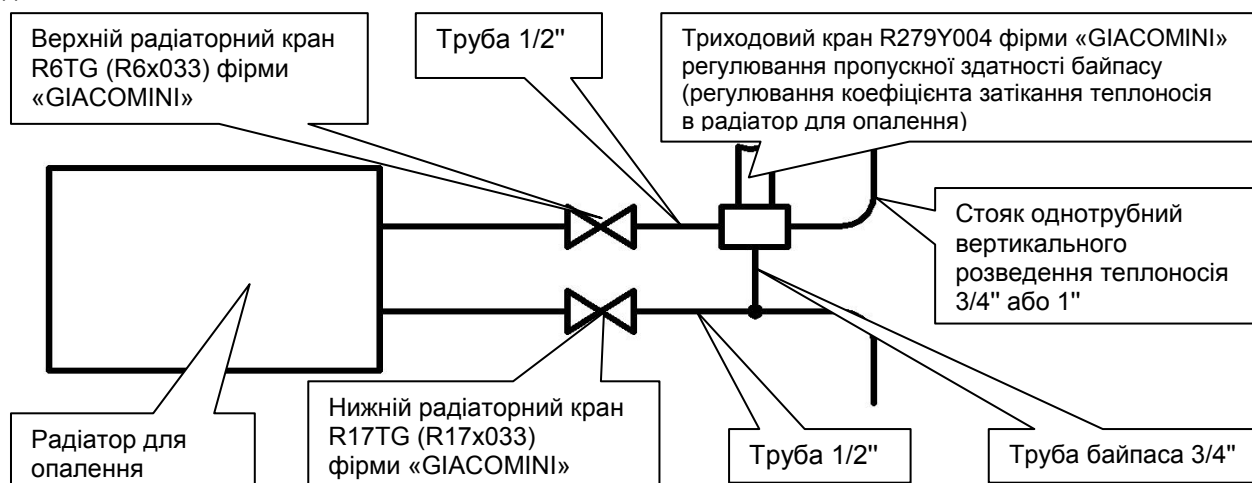 Верхній радіаторний кран
R6TG (R6x033) фірми
«GIACOMINI»
Труба 1/2"
Триходовий кран R279Y004 фірми «GIACOMINI»
регулювання пропускної здатності байпасу
(регулювання коефіцієнта затікання теплоносія
в радіатор для опалення)
Стояк однотрубний
вертикального
розведення теплоносія
3/4" або 1"
Радіатор для
опалення
Нижній радіаторний кран
R17TG (R17x033)
фірми «GIACOMINI»
Труба 1/2"
Труба байпаса 3/4"